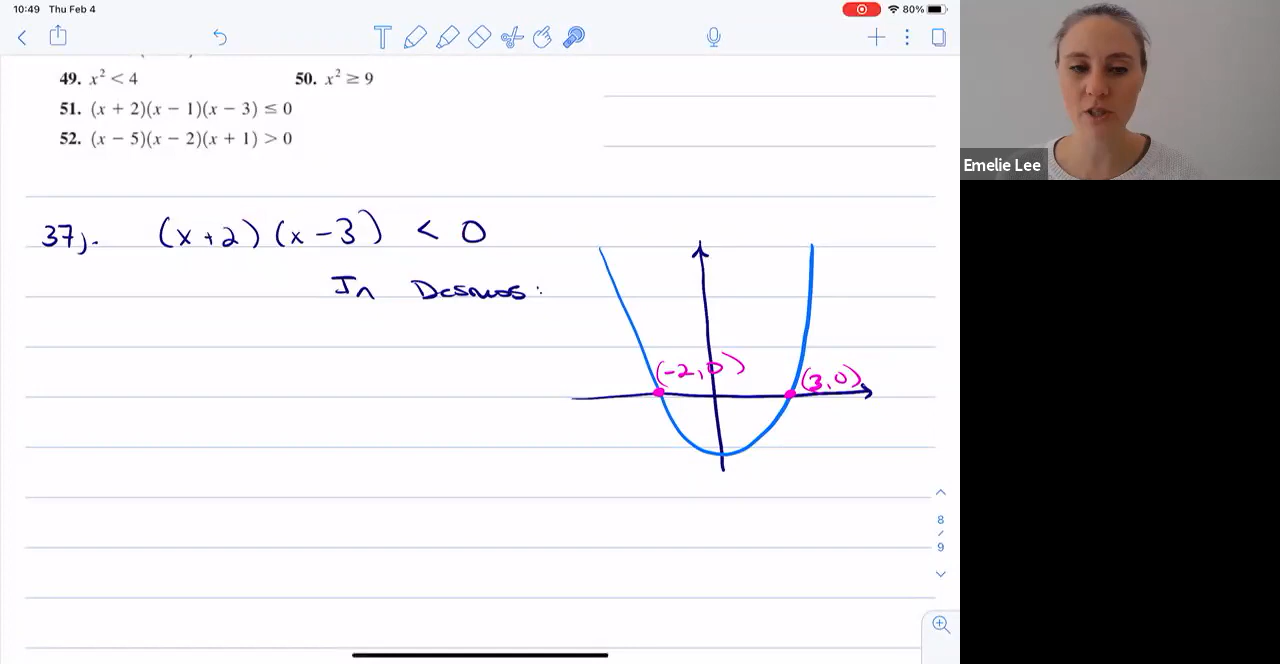 10:49 Thu Feb 4
80%
49. x² < 4
50. x² ≥ 9
51. (x + 2)(x − 1)(x − 3) ≤ 0
52. (x − 5)(x − 2)(x + 1) > 0
Emelie Lee
37). (x+2)(x−3) < 0
In Desmos:
(-2,0)
(3,0)
8
/
9